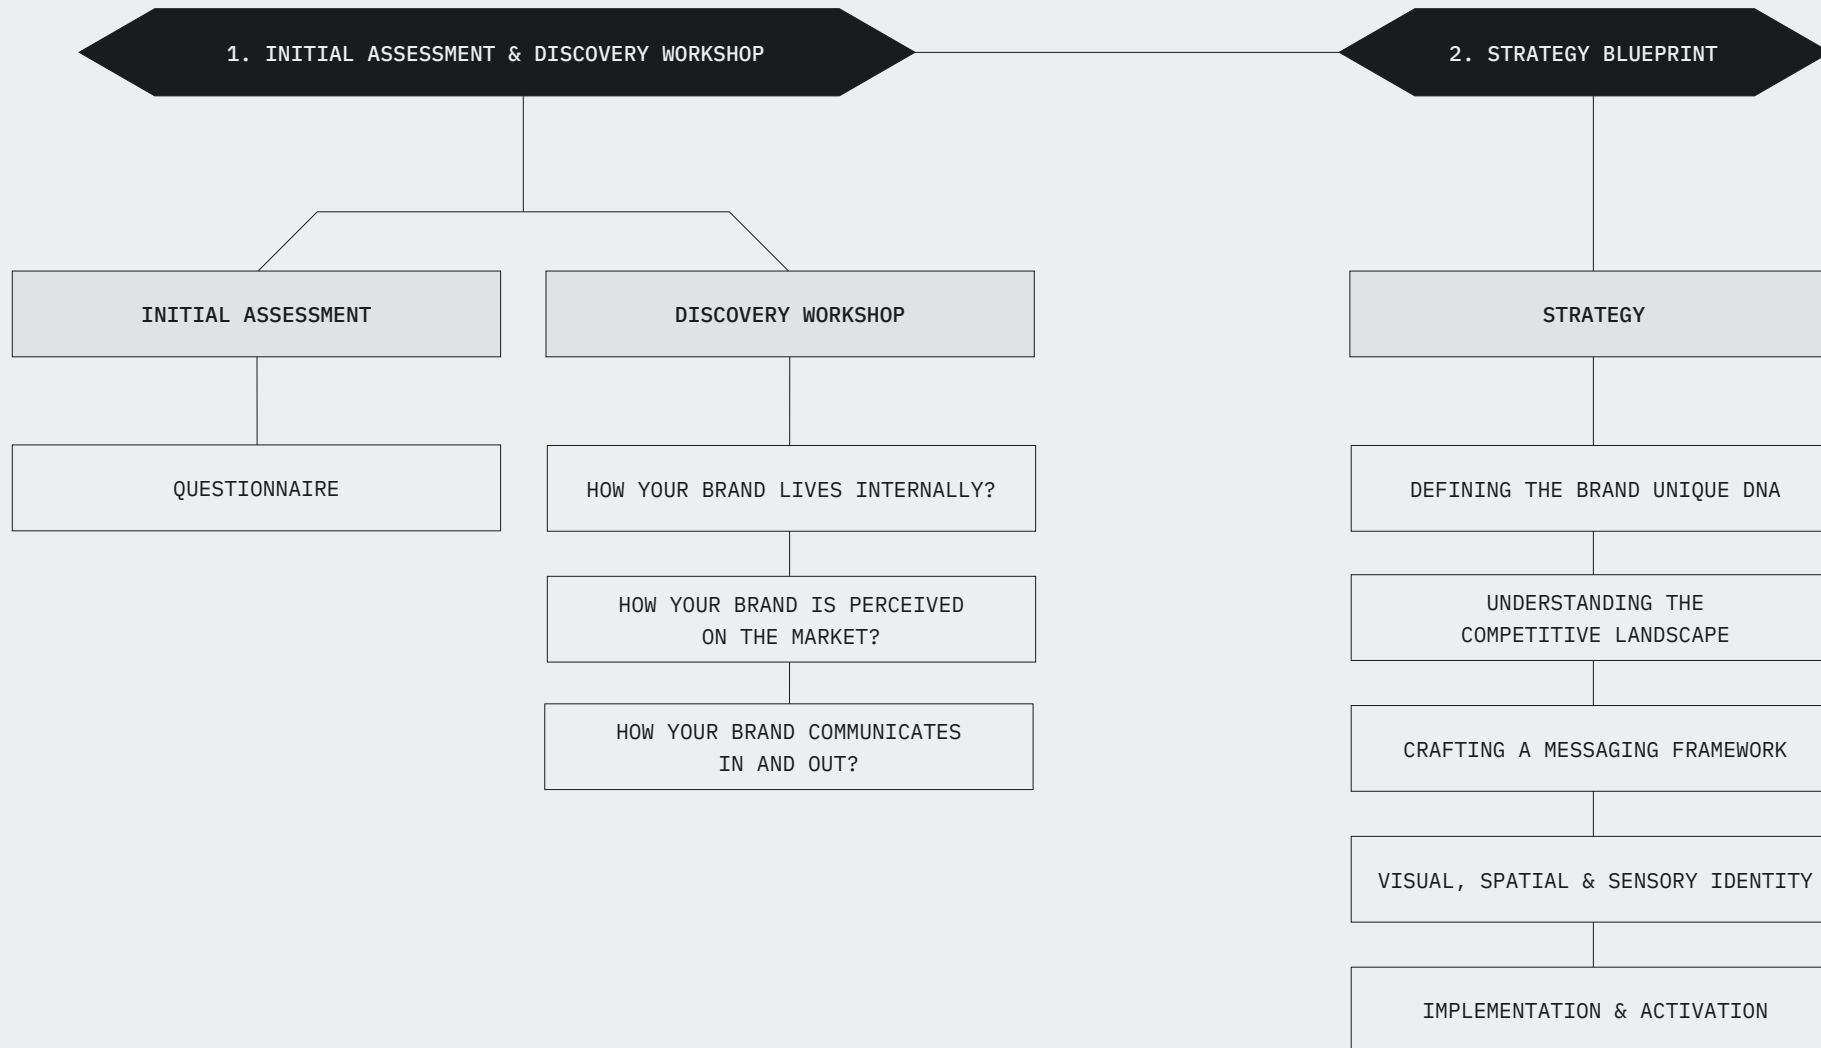 1. INITIAL ASSESSMENT & DISCOVERY WORKSHOP
2. STRATEGY BLUEPRINT
INITIAL ASSESSMENT
DISCOVERY WORKSHOP
STRATEGY
QUESTIONNAIRE
HOW YOUR BRAND LIVES INTERNALLY?
HOW YOUR BRAND IS PERCEIVED
ON THE MARKET?
HOW YOUR BRAND COMMUNICATES
IN AND OUT?
DEFINING THE BRAND UNIQUE DNA
UNDERSTANDING THE
COMPETITIVE LANDSCAPE
CRAFTING A MESSAGING FRAMEWORK
VISUAL, SPATIAL & SENSORY IDENTITY
IMPLEMENTATION & ACTIVATION